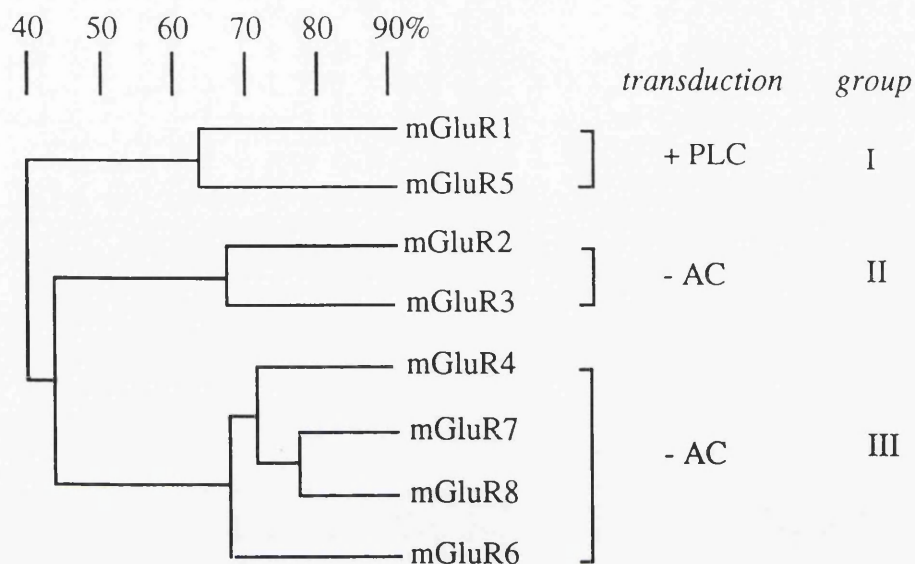 40 50 60 70 80 90%
transduction group
mGluR1
+ PLC I
mGluR5
mGluR2
- AC II
mGluR3
mGluR4
mGluR7
- AC III
mGluR8
mGluR6